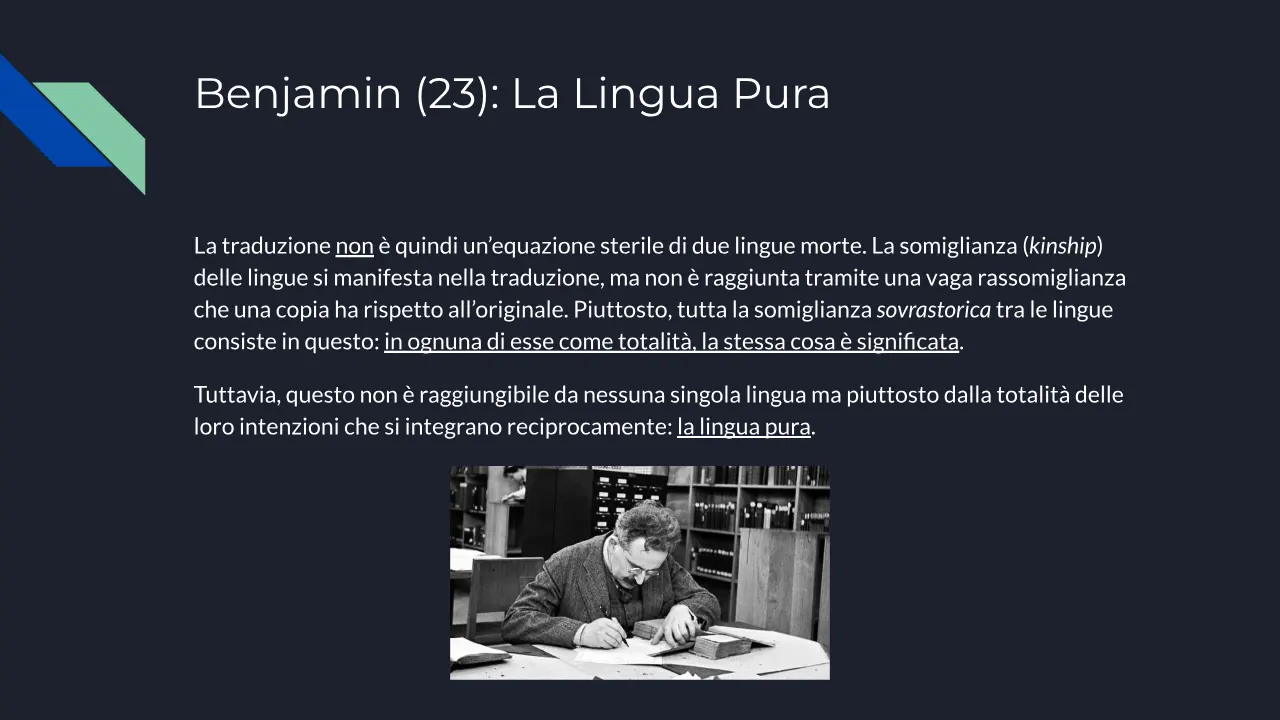 Benjamin (23): La Lingua Pura
La traduzione non è quindi un’equazione sterile di due lingue morte. La somiglianza (kinship)
delle lingue si manifesta nella traduzione, ma non è raggiunta tramite una vaga rassomiglianza
che una copia ha rispetto all’originale. Piuttosto, tutta la somiglianza sovrastorica tra le lingue
consiste in questo: in ognuna di esse come totalità, la stessa cosa è significata.
Tuttavia, questo non è raggiungibile da nessuna singola lingua ma piuttosto dalla totalità delle
loro intenzioni che si integrano reciprocamente: la lingua pura.